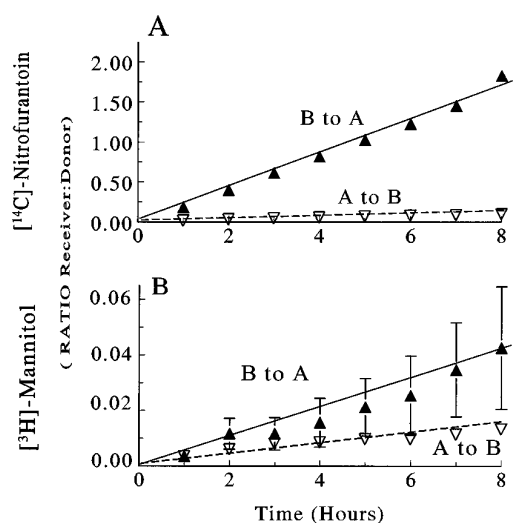 A
[¹⁴C]-Nitrofurantoin
( RATIO Receiver:Donor)
2.00
1.50
1.00
0.50
0.00
B to A
A to B
0
2
4
6
8
B
[³H]-Mannitol
0.06
0.04
0.02
0.00
B to A
A to B
0
2
4
6
8
Time (Hours)